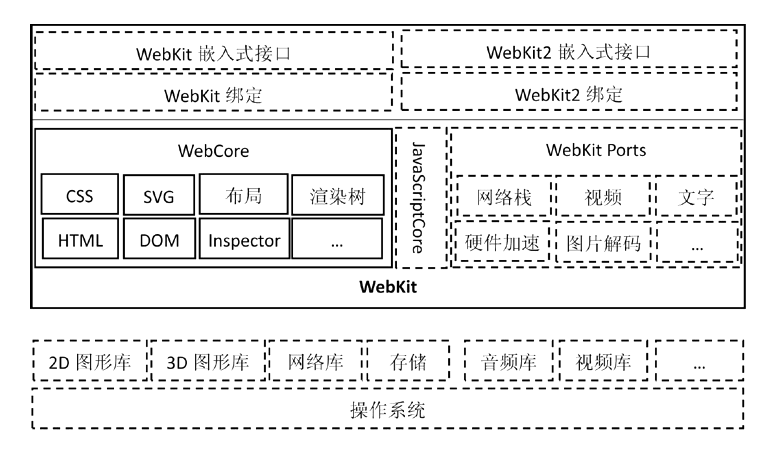 WebKit 嵌入式接口
WebKit2 嵌入式接口
WebKit 绑定
WebKit2 绑定
WebCore
CSS
SVG
布局
渲染树
HTML
DOM
Inspector
...
JavaScriptCore
WebKit Ports
网络栈
视频
文字
硬件加速
图片解码
...
WebKit
2D 图形库
3D 图形库
网络库
存储
音频库
视频库
...
操作系统